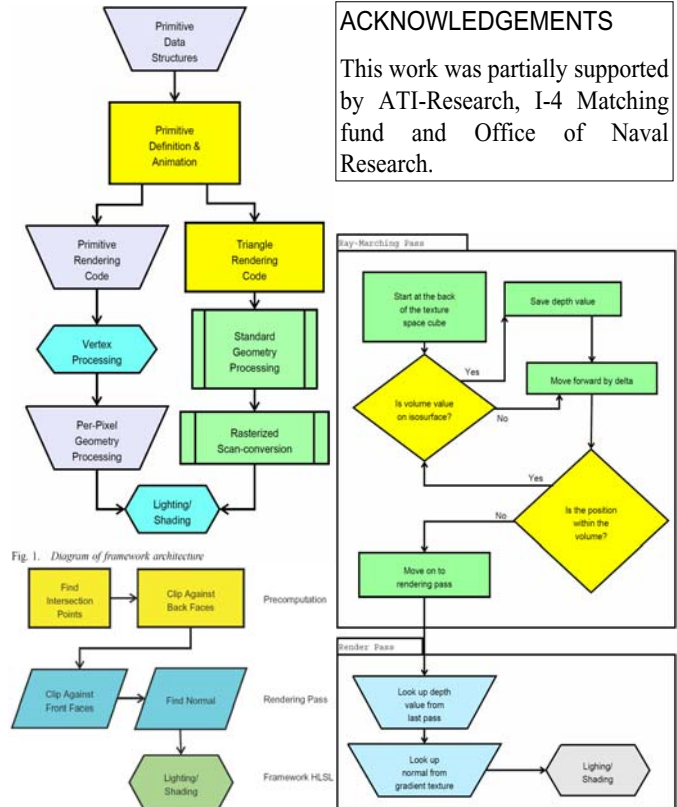 Primitive
Data
Structures
Primitive
Definition &
Animation
Primitive
Rendering
Code
Triangle
Rendering
Code
Vertex
Processing
Standard
Geometry
Processing
Per-Pixel
Geometry
Processing
Rasterized
Scan-conversion
Lighting/
Shading
Fig. 1. Diagram of framework architecture
Find
Intersection
Points
Clip Against
Back Faces
Precomputation
Clip Against
Front Faces
Find Normal
Rendering Pass
Lighting/
Shading
Framework HLSL
ACKNOWLEDGEMENTS
This work was partially supported
by ATI-Research, I-4 Matching
fund and Office of Naval
Research.
Ray-Marching Pass
Start at the back
of the texture
space cube
Save depth value
Yes
Move forward by delta
Is volume value
on isosurface?
No
Yes
No
Is the position
within the
volume?
Move on to
rendering pass
Render Pass
Look up depth
value from
last pass
Look up
normal from
gradient texture
Lighing/
Shading